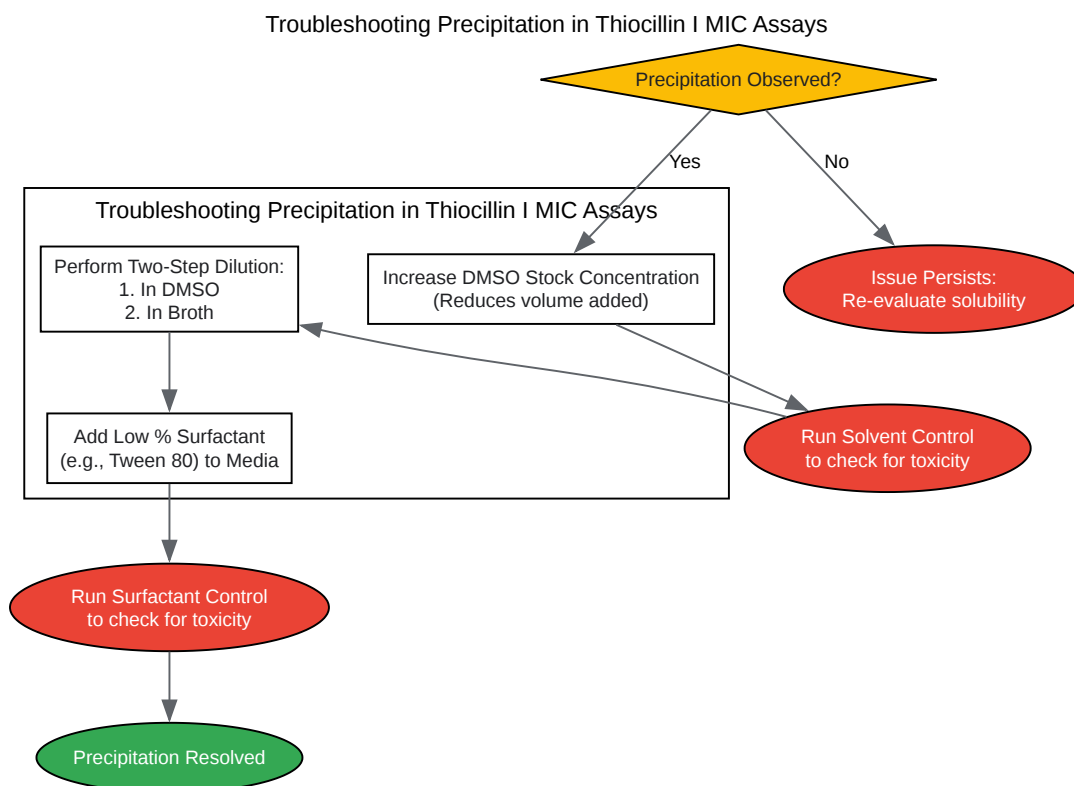 Troubleshooting Precipitation in Thiocillin I MIC Assays
Precipitation Observed?
Yes
No
Troubleshooting Precipitation in Thiocillin I MIC Assays
Perform Two-Step Dilution:
1. In DMSO
2. In Broth
Increase DMSO Stock Concentration
(Reduces volume added)
Issue Persists:
Re-evaluate solubility
Add Low % Surfactant
(e.g., Tween 80) to Media
Run Solvent Control
to check for toxicity
Run Surfactant Control
to check for toxicity
Precipitation Resolved